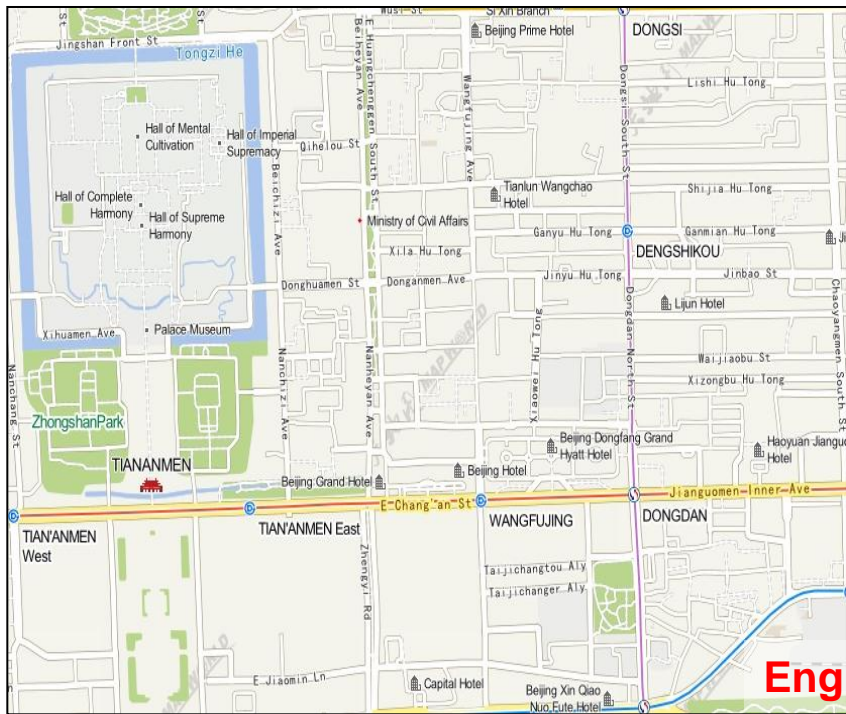 Wusi St
Si Xin Branch
Beijing Prime Hotel
DONGSI
Jingshan Front St
Tongzi He
E Huangchenggen South St
Beiheyan Ave
Wangfujing Ave
Dongsi South St
Lishi Hu Tong
Hall of Mental
Cultivation
Hall of Imperial
Supremacy
Qihelou St
Beichizi Ave
Tianlun Wangchao
Hotel
Shijia Hu Tong
Hall of Complete
Harmony
Hall of Supreme
Harmony
Ministry of Civil Affairs
Ganyu Hu Tong
Ganmian Hu Tong
Xila Hu Tong
DENGSHIKOU
Donghuamen St
Donganmen Ave
Jinyu Hu Tong
Jinbao St
Lijun Hotel
Chaoyangmen South St
Xihuamen Ave
Palace Museum
MAP WORLD
Dongdan North St
Xiaowei Hu Tong
Waijiaobu St
Xizongbu Hu Tong
Nanchang St
Nanchizi Ave
Nanheyan Ave
ZhongshanPark
TIANANMEN
Beijing Grand Hotel
Beijing Hotel
Beijing Dongfang Grand
Hyatt Hotel
Haoyuan Jianguo
Hotel
E Chang'an St
Jianguomen Inner Ave
TIAN'ANMEN
West
TIAN'ANMEN East
WANGFUJING
DONGDAN
Zhengyi Rd
Taijichangtou Aly
Taijichanger Aly
E Jiaomin Ln
Capital Hotel
Beijing Xin Qiao
Nuo Fute Hotel
Eng